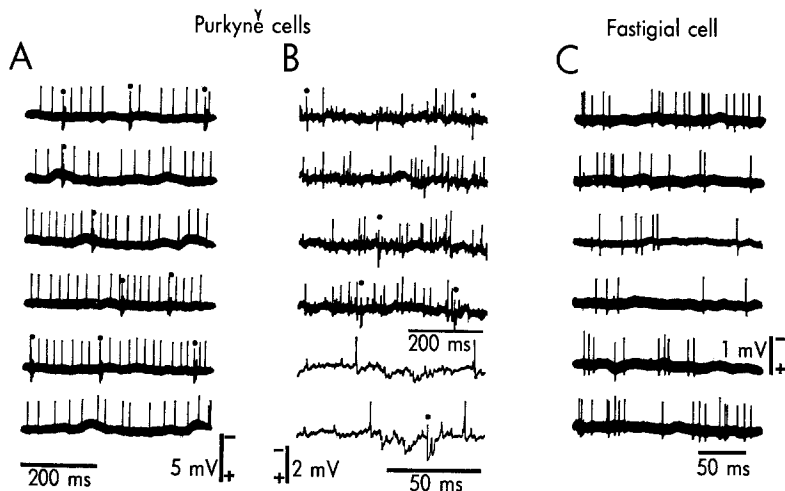 Purkyně cells
Fastigial cell
A
B
C
200 ms
1 mV
-
+
5 mV
-
+
-
+
2 mV
200 ms
50 ms
50 ms